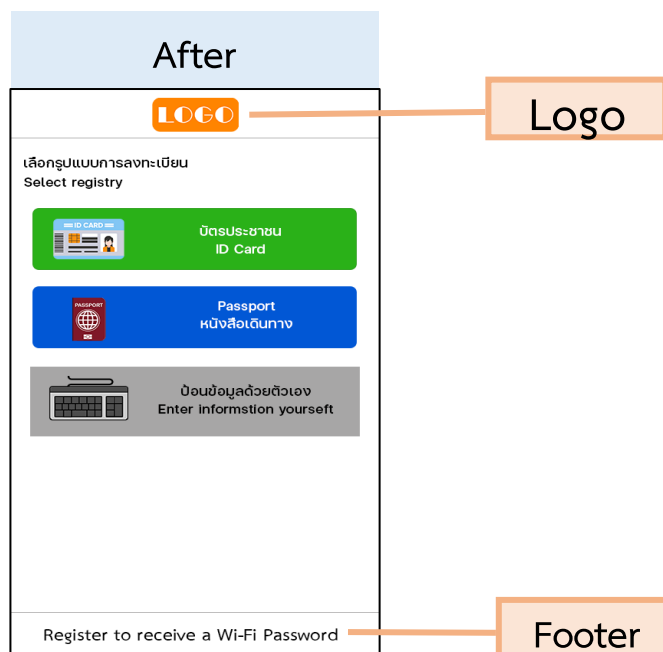 After
LOGO
Logo
เลือกรูปแบบการลงทะเบียน
Select registry
ID CARD
บัตรประชาชน
ID Card
PASSPORT
Passport
หนังสือเดินทาง
ป้อนข้อมูลด้วยตัวเอง
Enter informstion yourseft
Register to receive a Wi-Fi Password
Footer